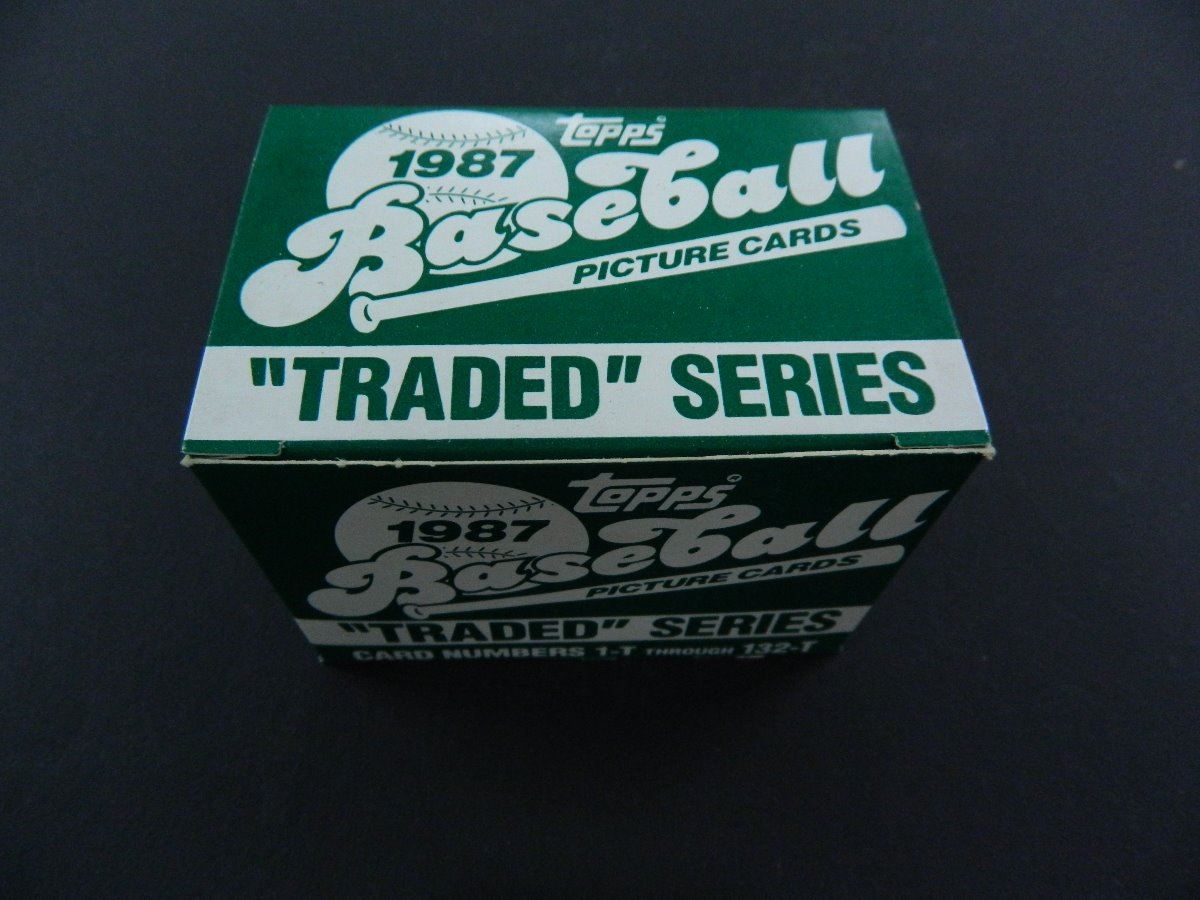 TOPPS
1987
Baseball
PICTURE CARDS
"TRADED" SERIES
TOPPS
1987
Baseball
PICTURE CARDS
"TRADED" SERIES
CARD NUMBERS 1-T THROUGH 132-T